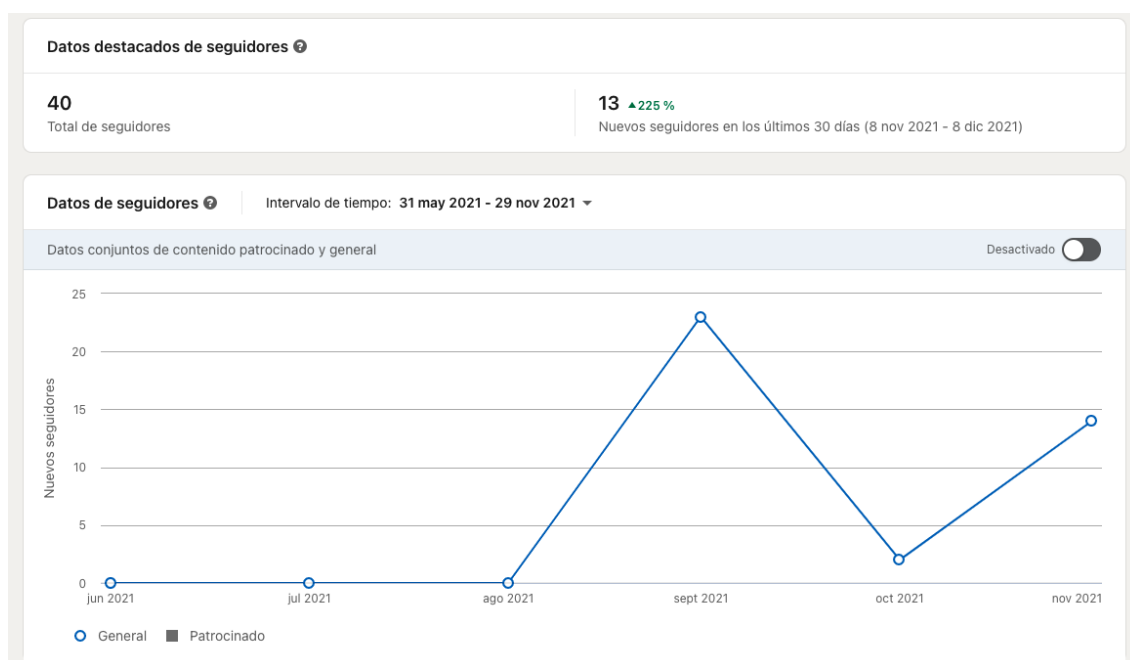 Datos destacados de seguidores ?
40
Total de seguidores
13 ▲225 %
Nuevos seguidores en los últimos 30 días (8 nov 2021 - 8 dic 2021)
Datos de seguidores ?
Intervalo de tiempo: 31 may 2021 - 29 nov 2021
Datos conjuntos de contenido patrocinado y general
Desactivado
Nuevos seguidores
25
20
15
10
5
0
jun 2021 jul 2021 ago 2021 sept 2021 oct 2021 nov 2021
General Patrocinado